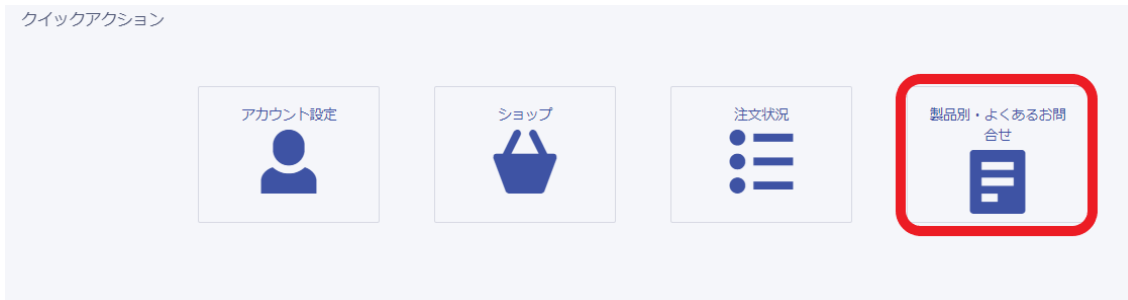 クイックアクション
アカウント設定
ショップ
注文状況
製品別・よくあるお問
合せ